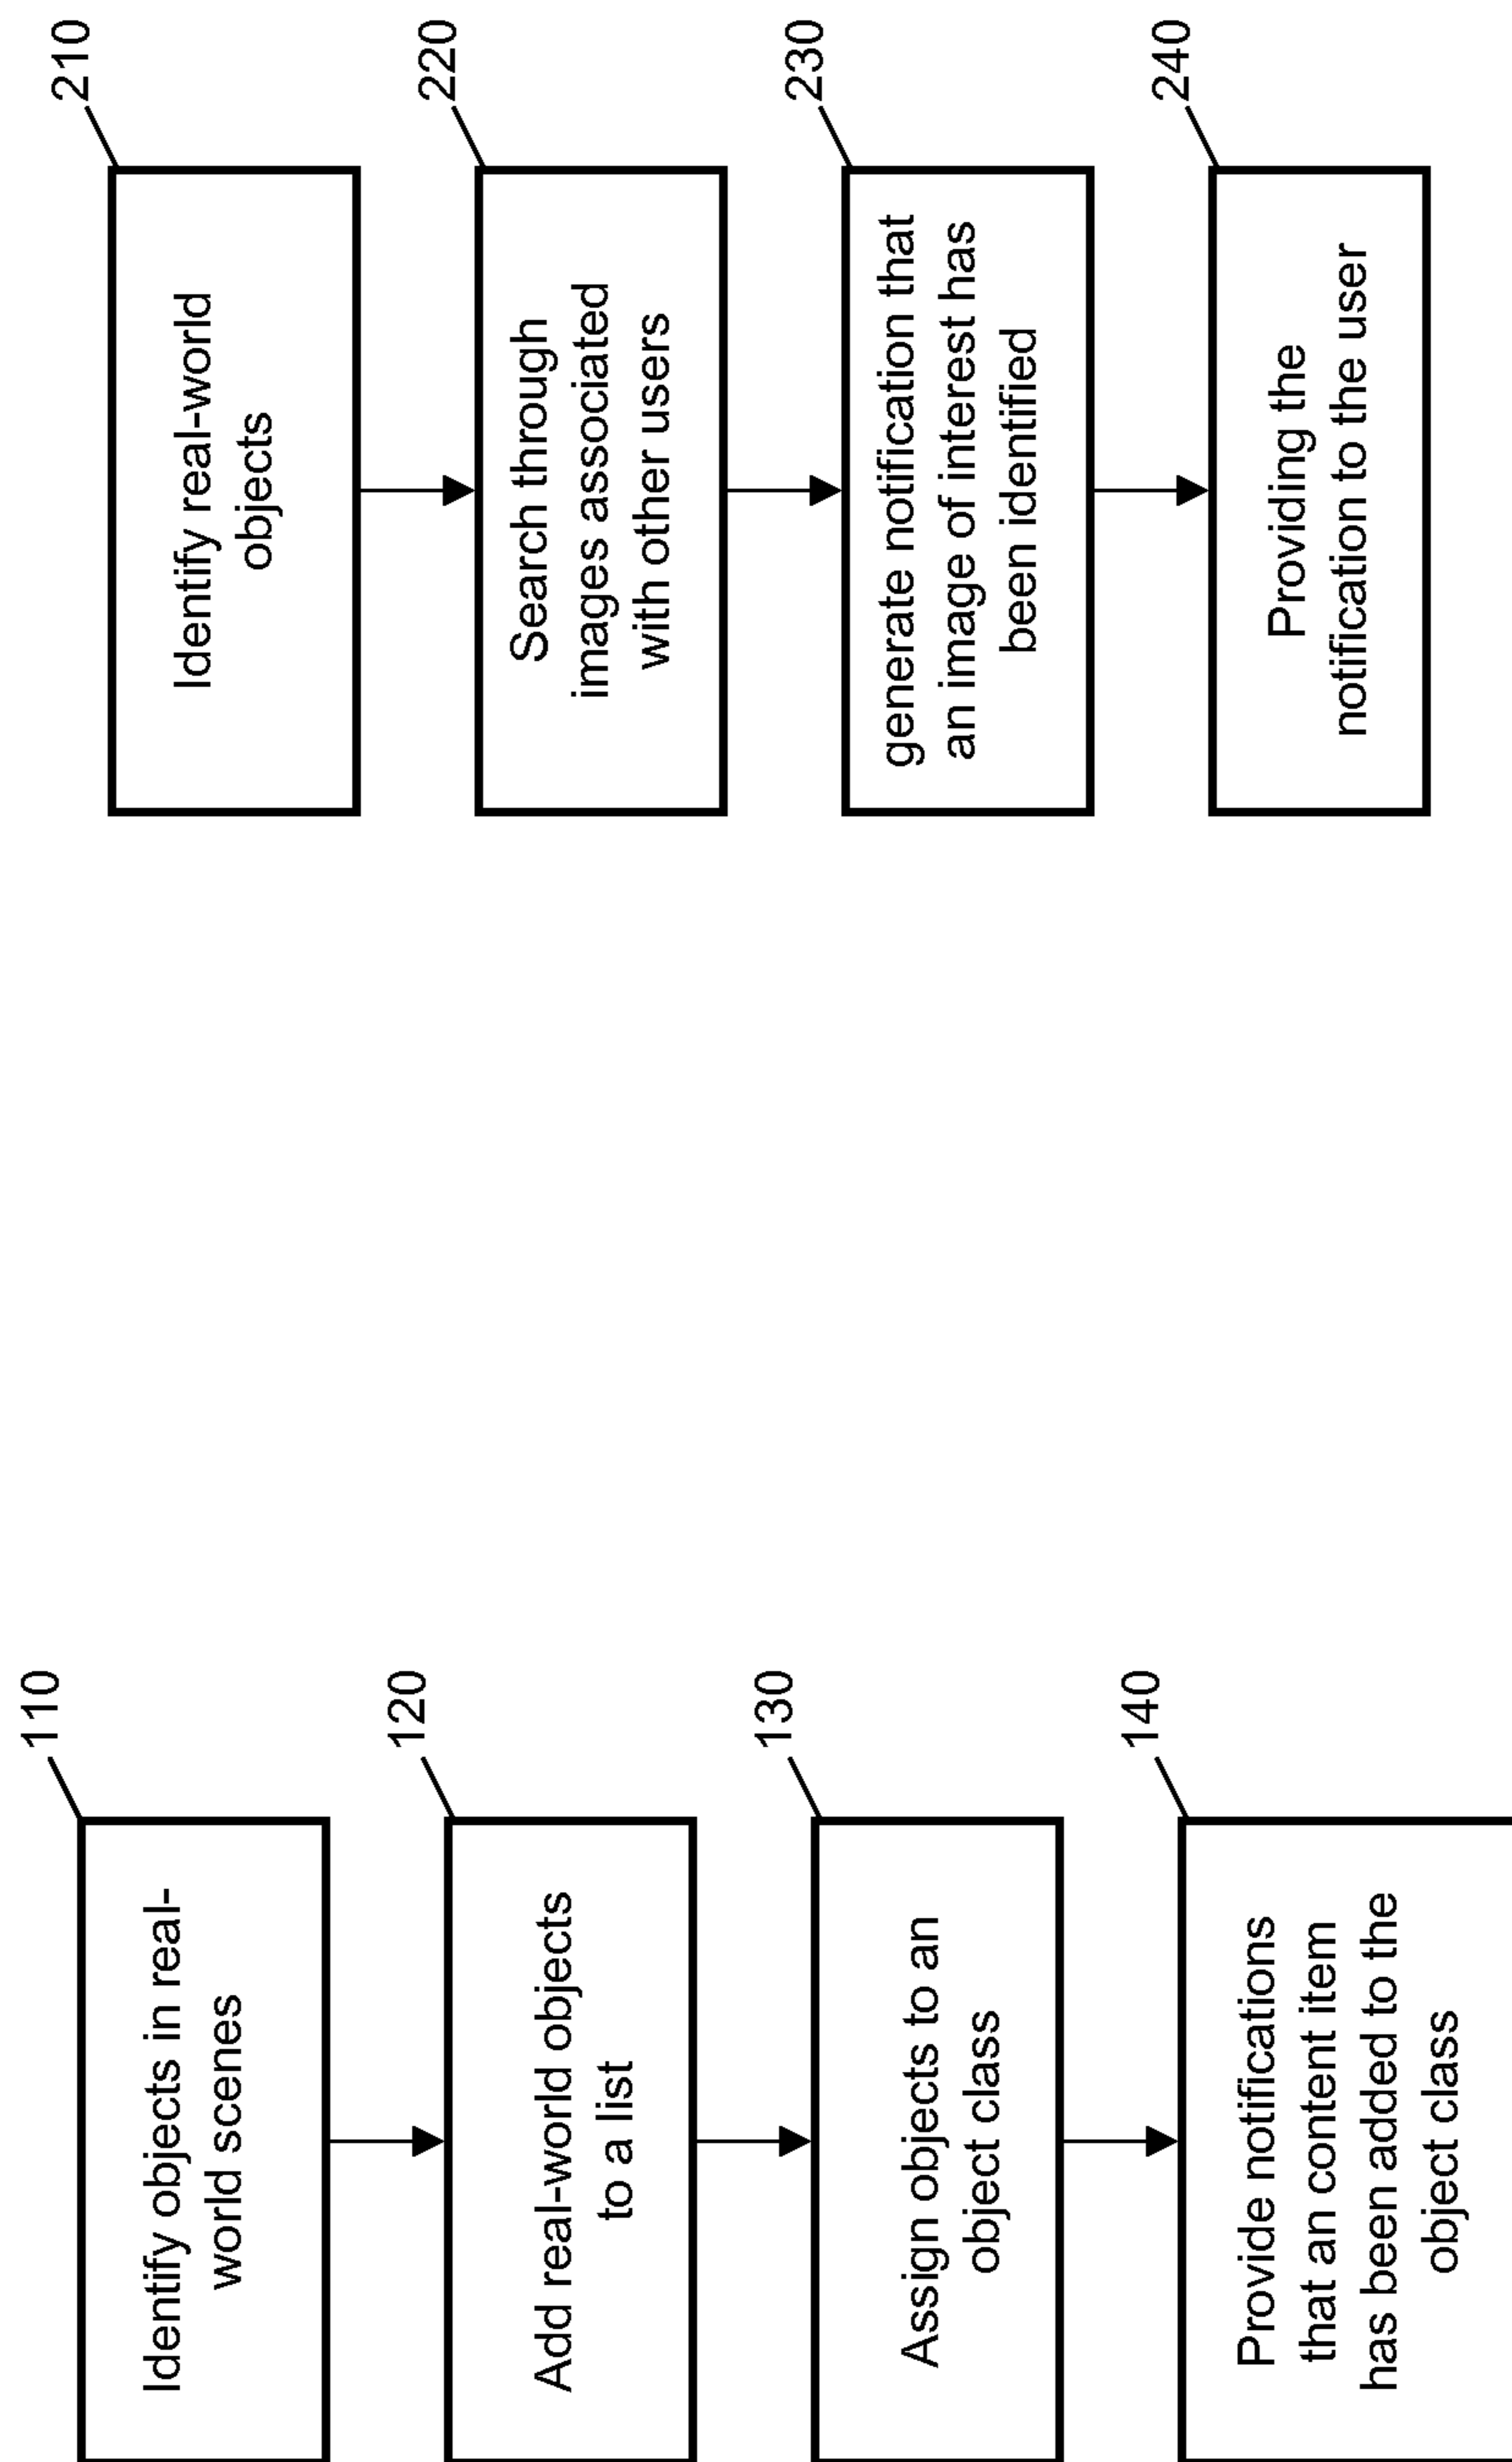 110
Identify objects in real-
world scenes
120
Add real-world objects
to a list
130
Assign objects to an
object class
140
Provide notifications
that an content item
has been added to the
object class
210
Identify real-world
objects
220
Search through
images associated
with other users
230
generate notification that
an image of interest has
been identified
240
Providing the
notification to the user